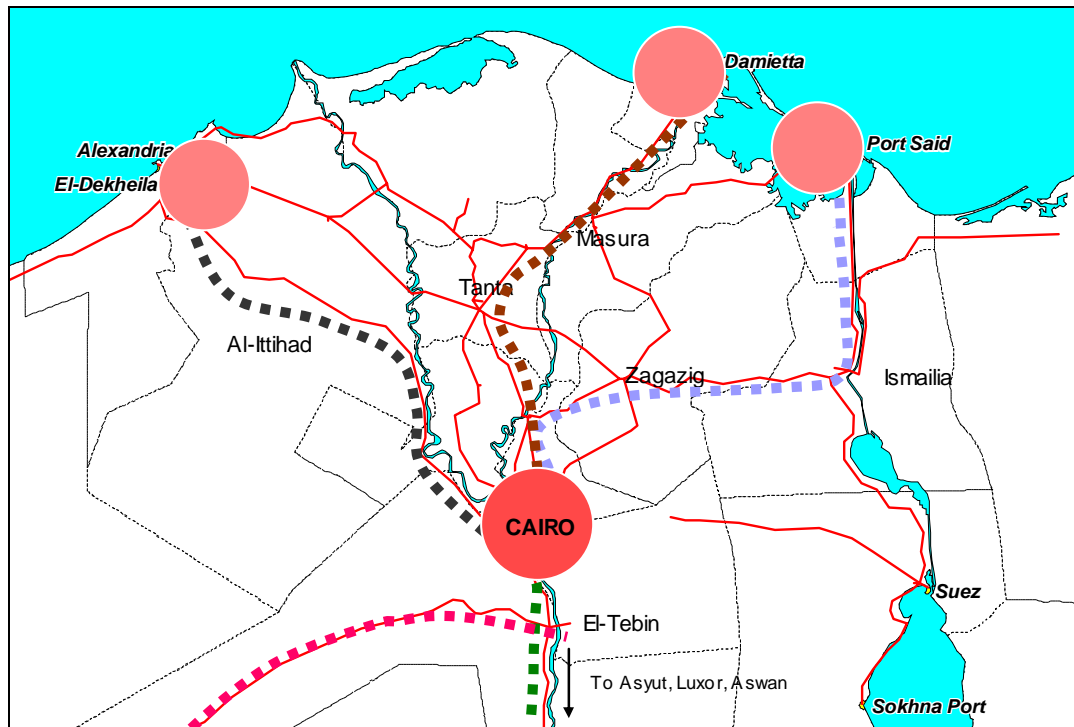 Damietta
Port Said
Alexandria
El-Dekheila
Masura
Tanta
Al-Ittihad
Zagazig
Ismailia
CAIRO
Suez
El-Tebin
To Asyut, Luxor, Aswan
Sokhna Port